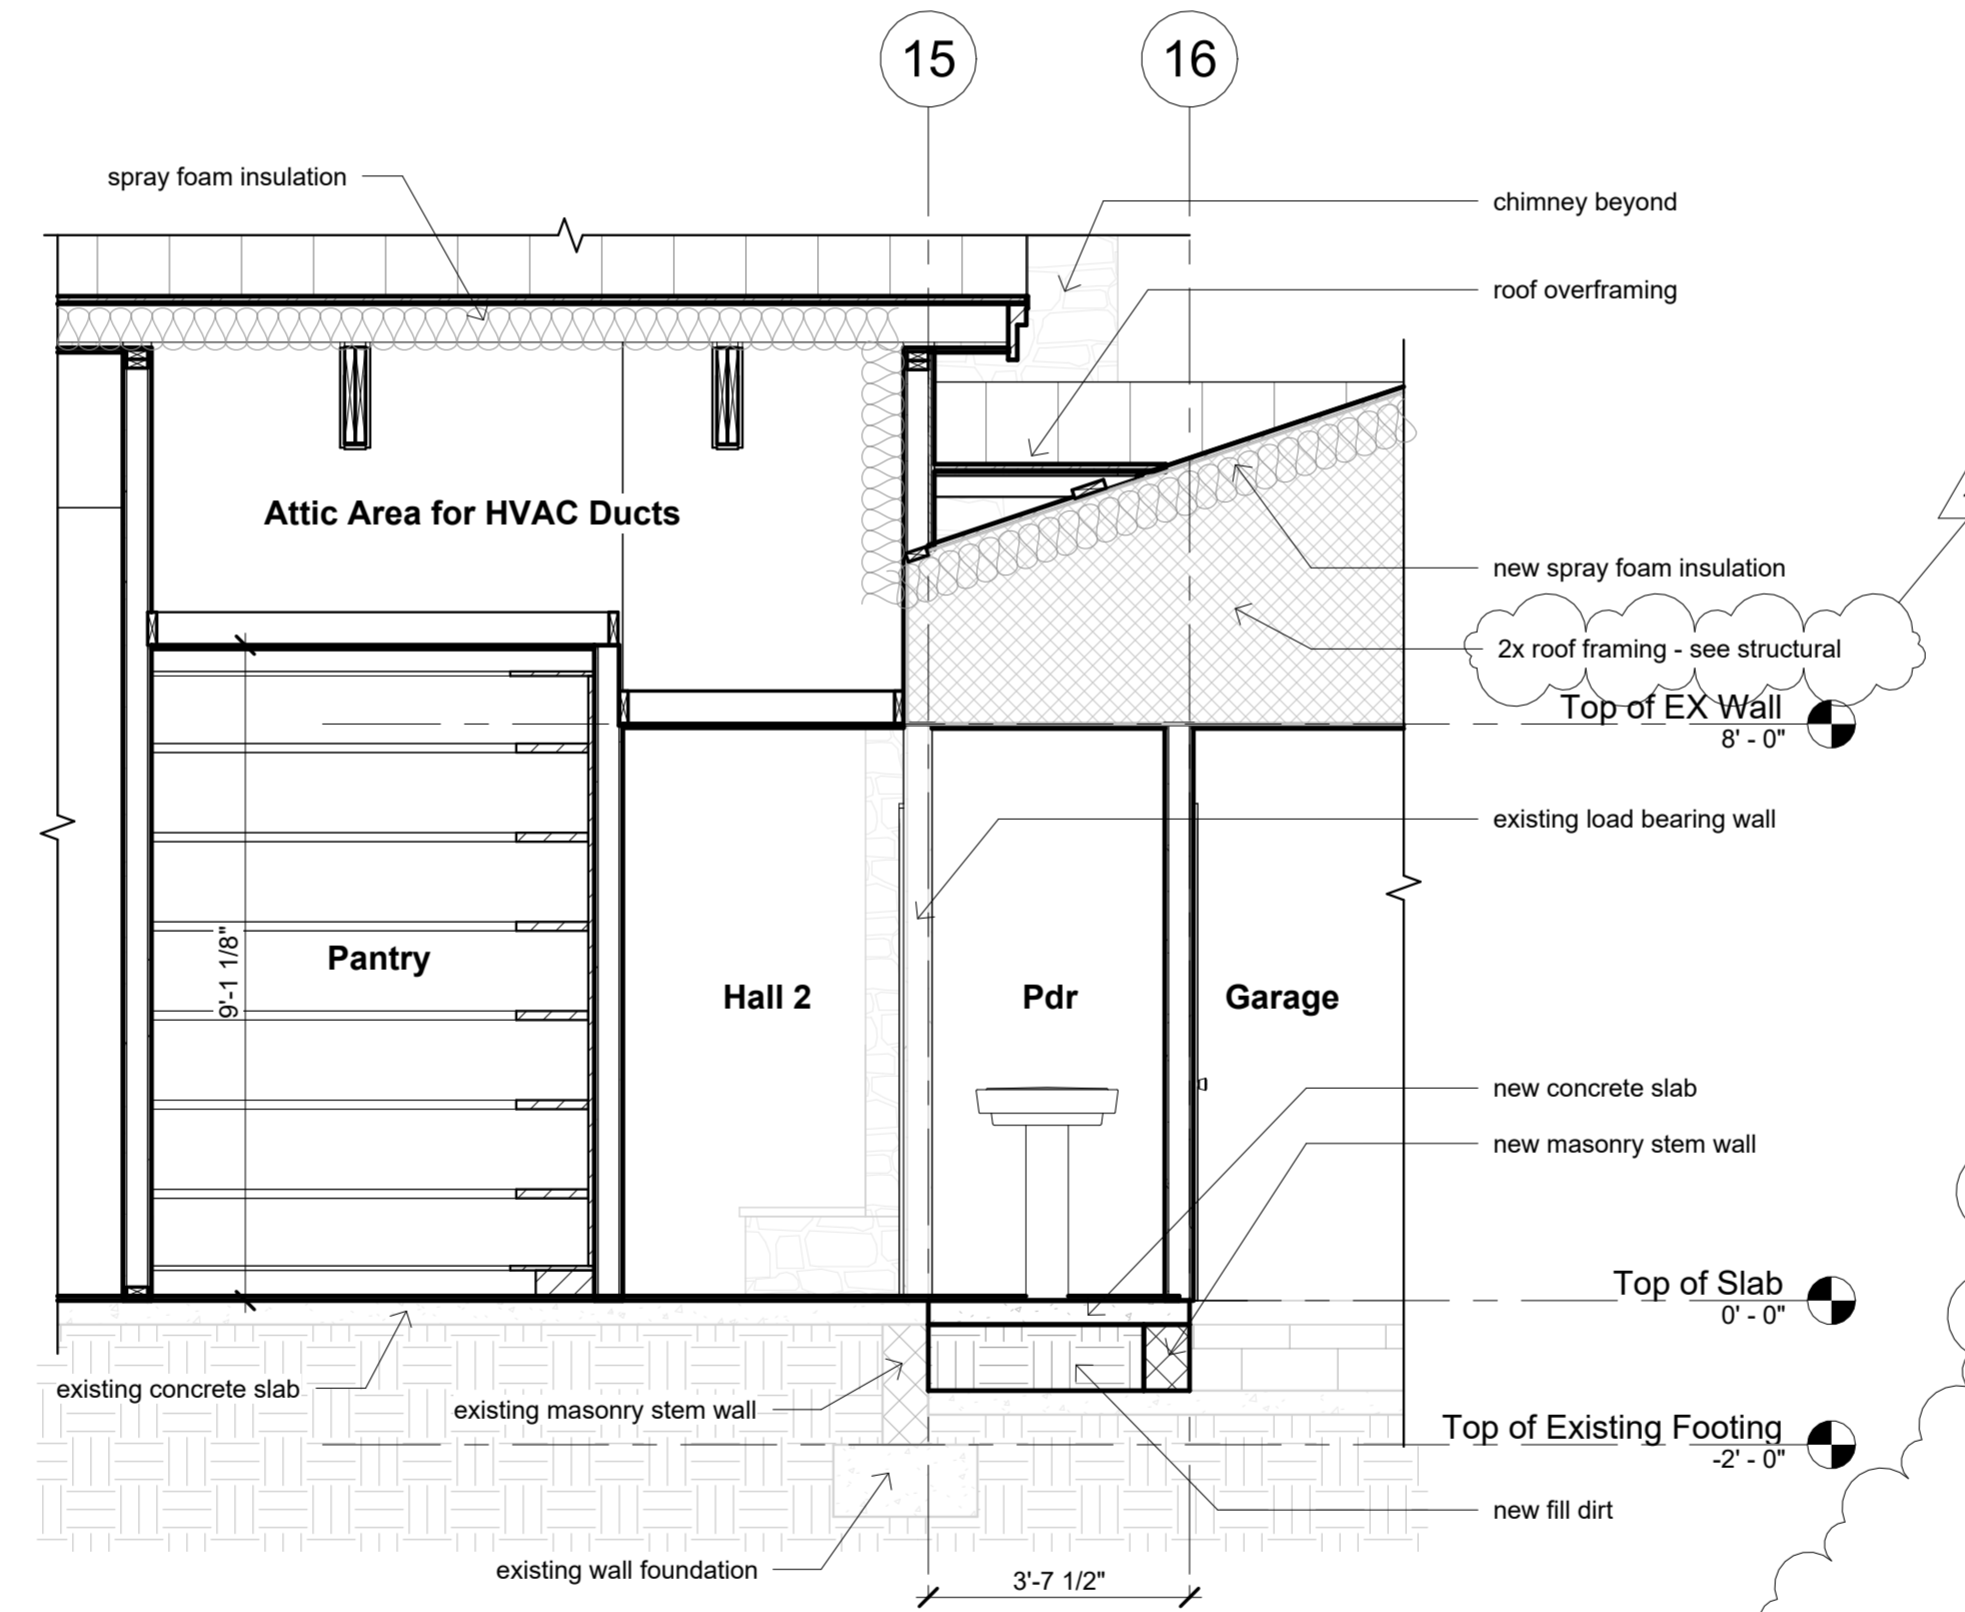 15
16
spray foam insulation
chimney beyond
roof overframing
Attic Area for HVAC Ducts
new spray foam insulation
2x roof framing - see structural
Top of EX Wall
8' - 0"
existing load bearing wall
9'-1 1/8"
Pantry
Hall 2
Pdr
Garage
new concrete slab
new masonry stem wall
Top of Slab
0' - 0"
existing concrete slab
existing masonry stem wall
Top of Existing Footing
-2' - 0"
new fill dirt
existing wall foundation
3'-7 1/2"